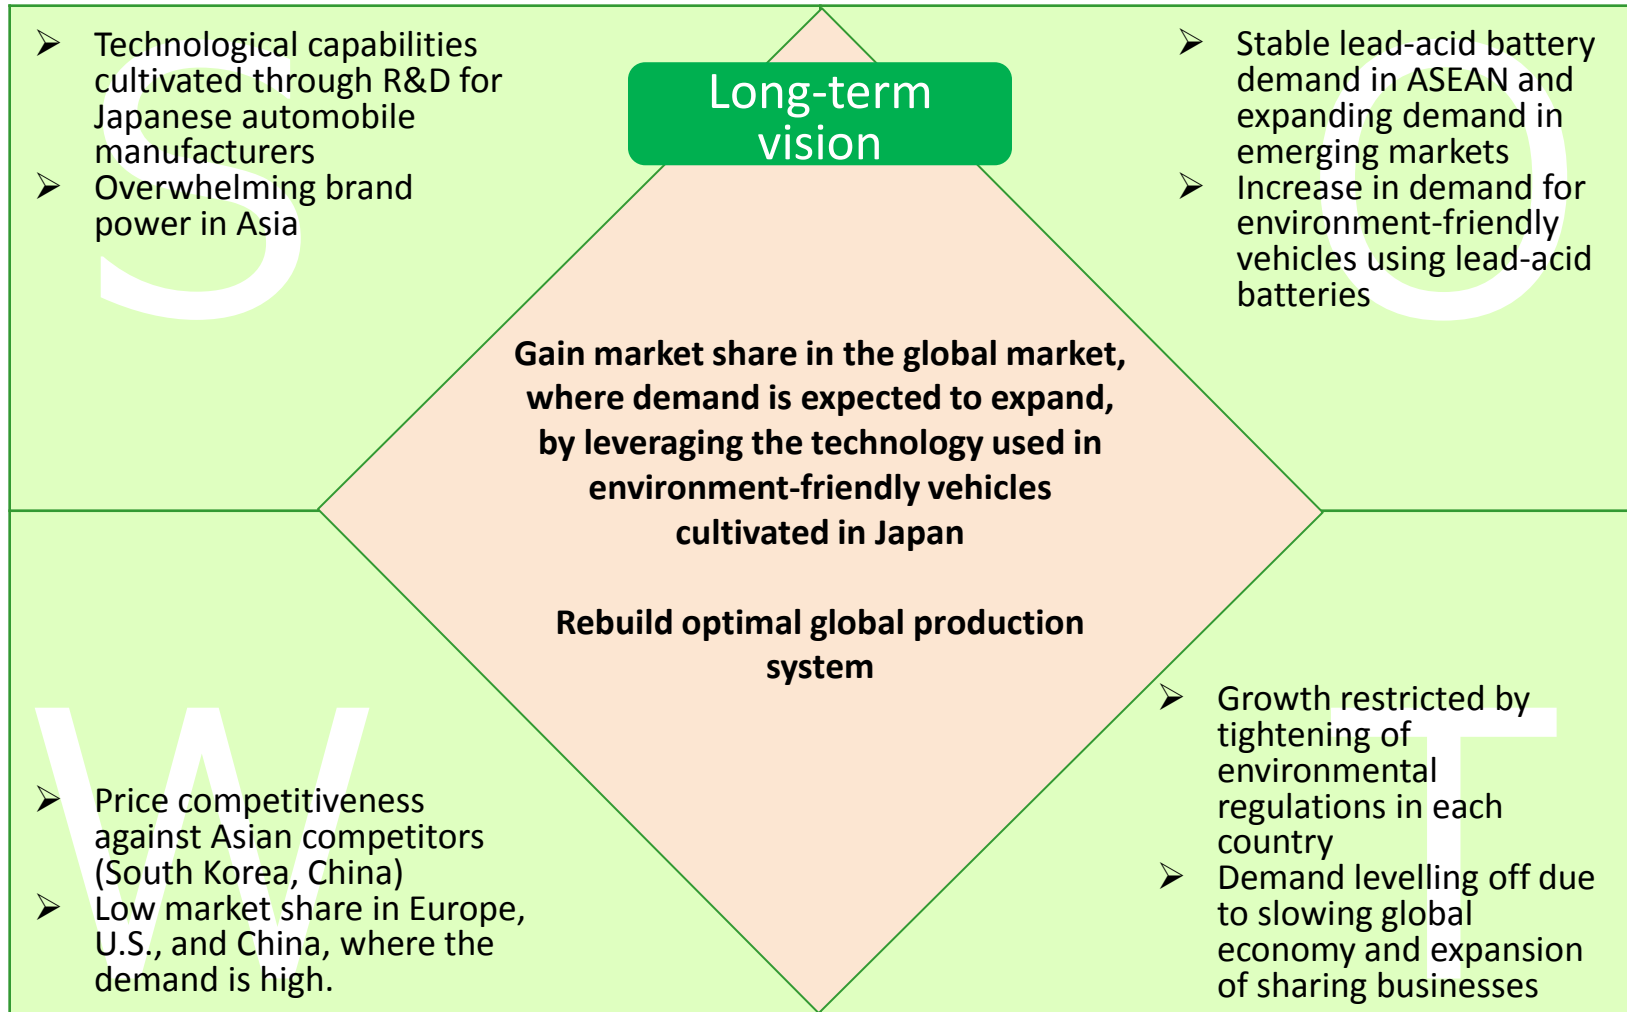 S
➢ Technological capabilities
cultivated through R&D for
Japanese automobile
manufacturers
➢ Overwhelming brand
power in Asia
Long-term
vision
O
➢ Stable lead-acid battery
demand in ASEAN and
expanding demand in
emerging markets
➢ Increase in demand for
environment-friendly
vehicles using lead-acid
batteries
Gain market share in the global market,
where demand is expected to expand,
by leveraging the technology used in
environment-friendly vehicles
cultivated in Japan
Rebuild optimal global production
system
W
➢ Price competitiveness
against Asian competitors
(South Korea, China)
➢ Low market share in Europe,
U.S., and China, where the
demand is high.
T
➢ Growth restricted by
tightening of
environmental
regulations in each
country
➢ Demand levelling off due
to slowing global
economy and expansion
of sharing businesses